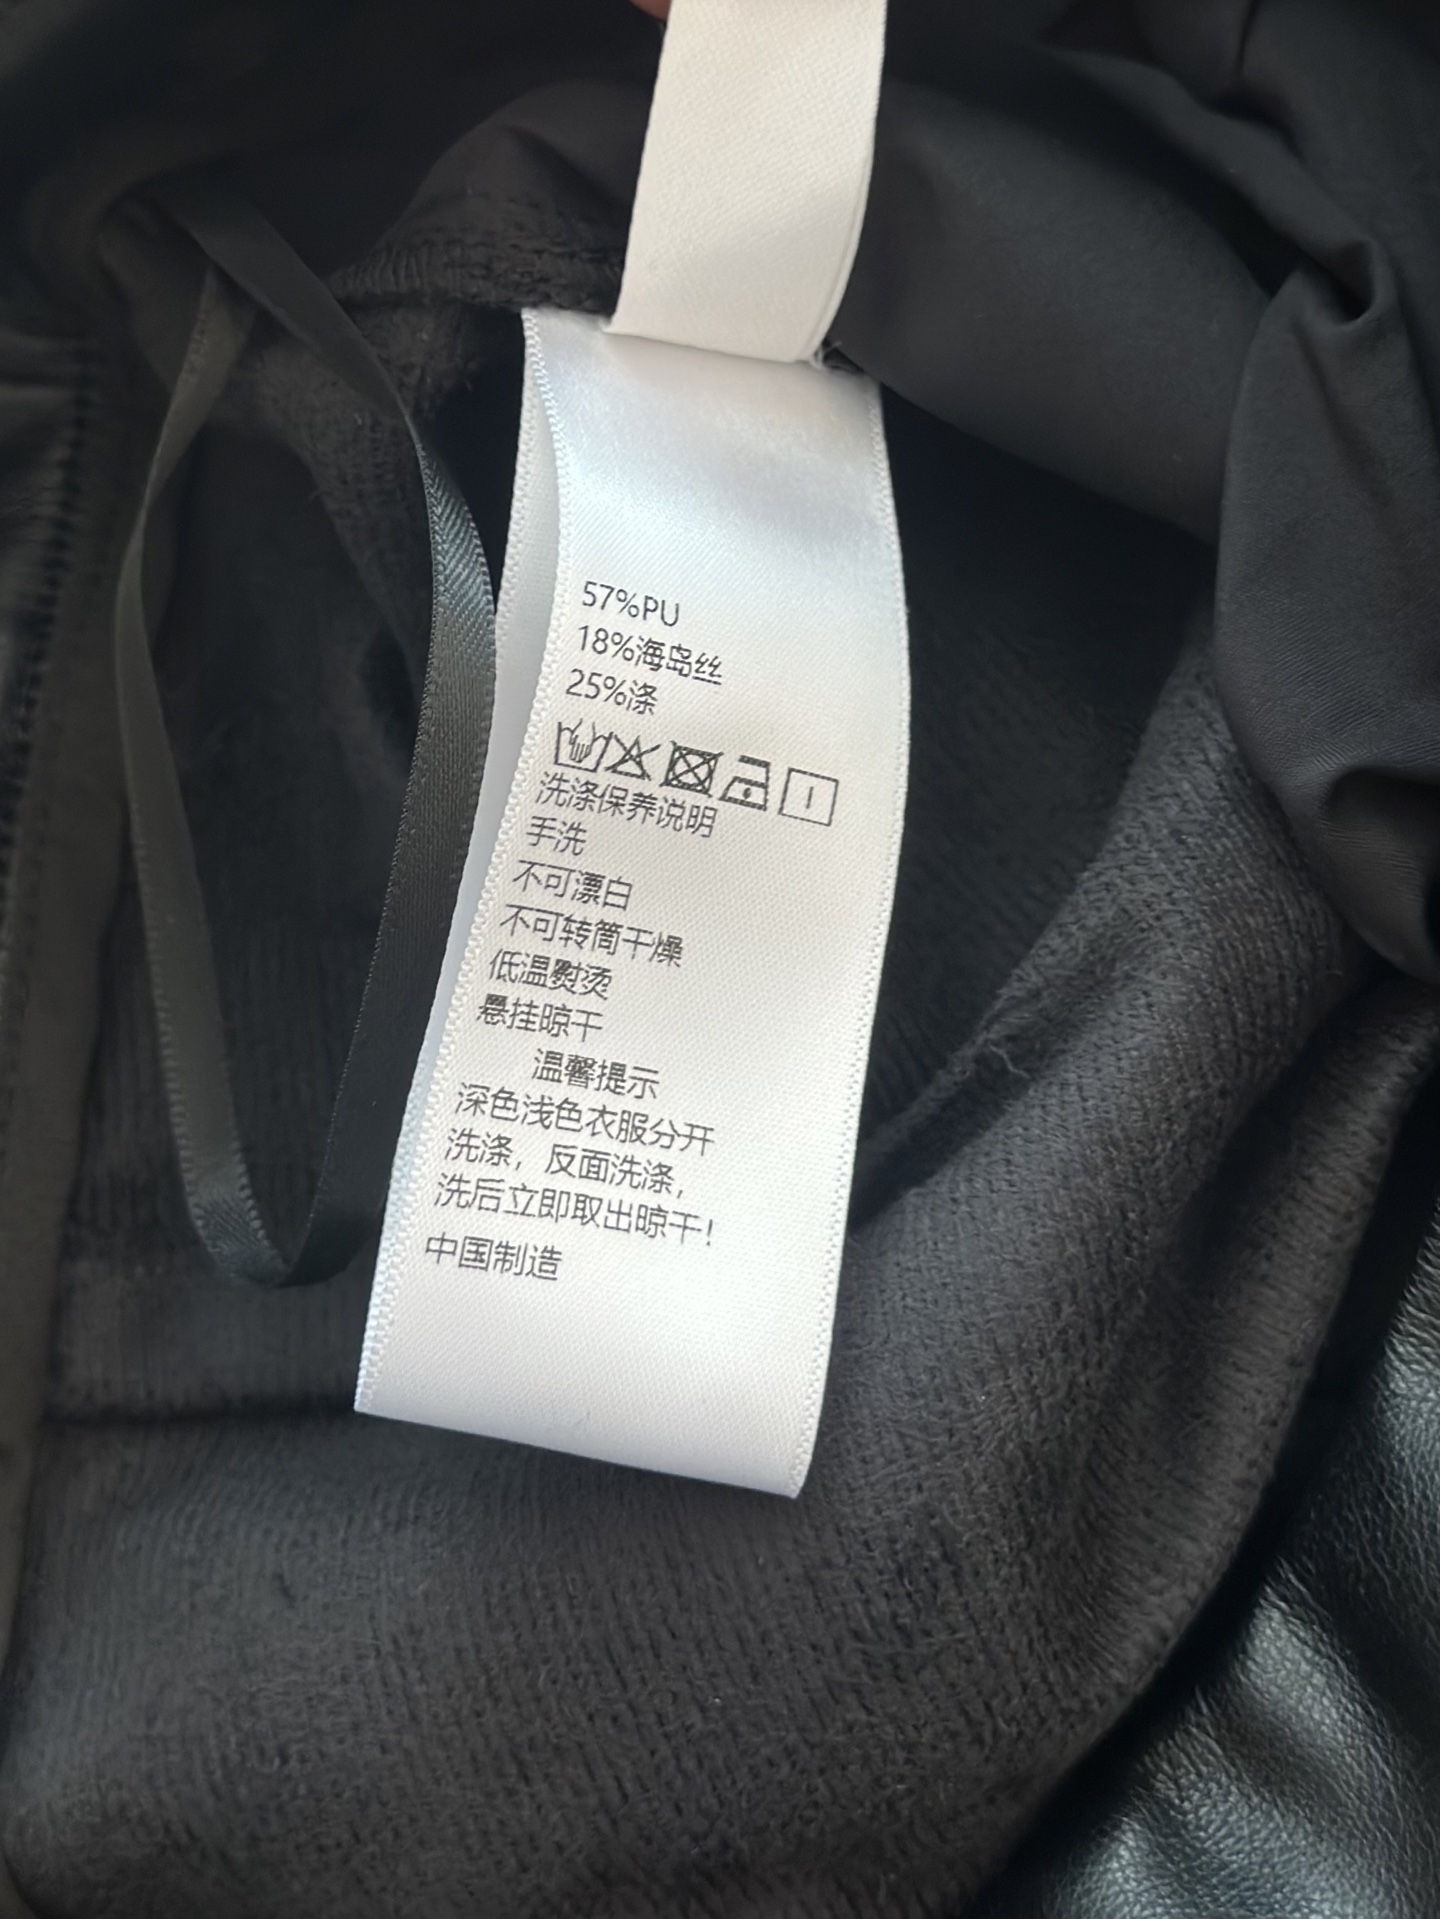 57%PU
18%海岛丝
25%涤
洗涤保养说明
手洗
不可漂白
不可转筒干燥
低温熨烫
悬挂晾干
温馨提示
深色浅色衣服分开
洗涤，反面洗涤，
洗后立即取出晾干！
中国制造